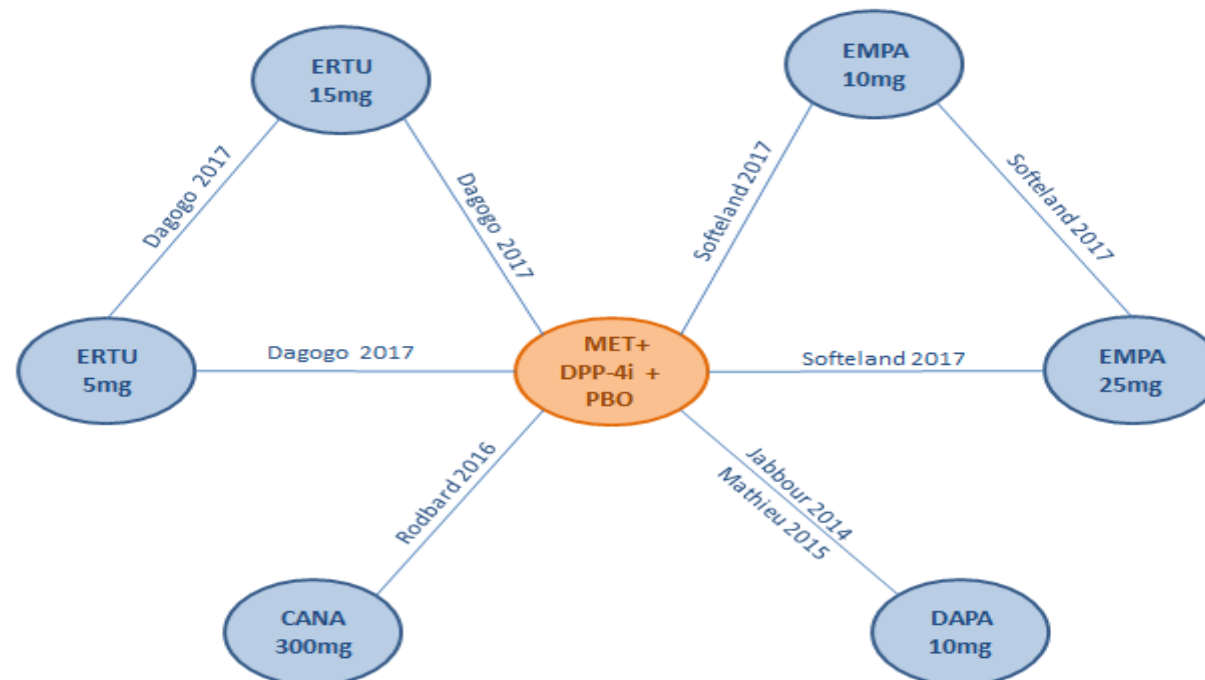 ERTU
15mg
EMPA
10mg
Dagogo 2017
Dagogo 2017
Softeland 2017
Softeland 2017
ERTU
5mg
Dagogo 2017
MET+
DPP-4i +
PBO
Softeland 2017
EMPA
25mg
Rodbard 2016
Jabbour 2014
Mathieu 2015
CANA
300mg
DAPA
10mg